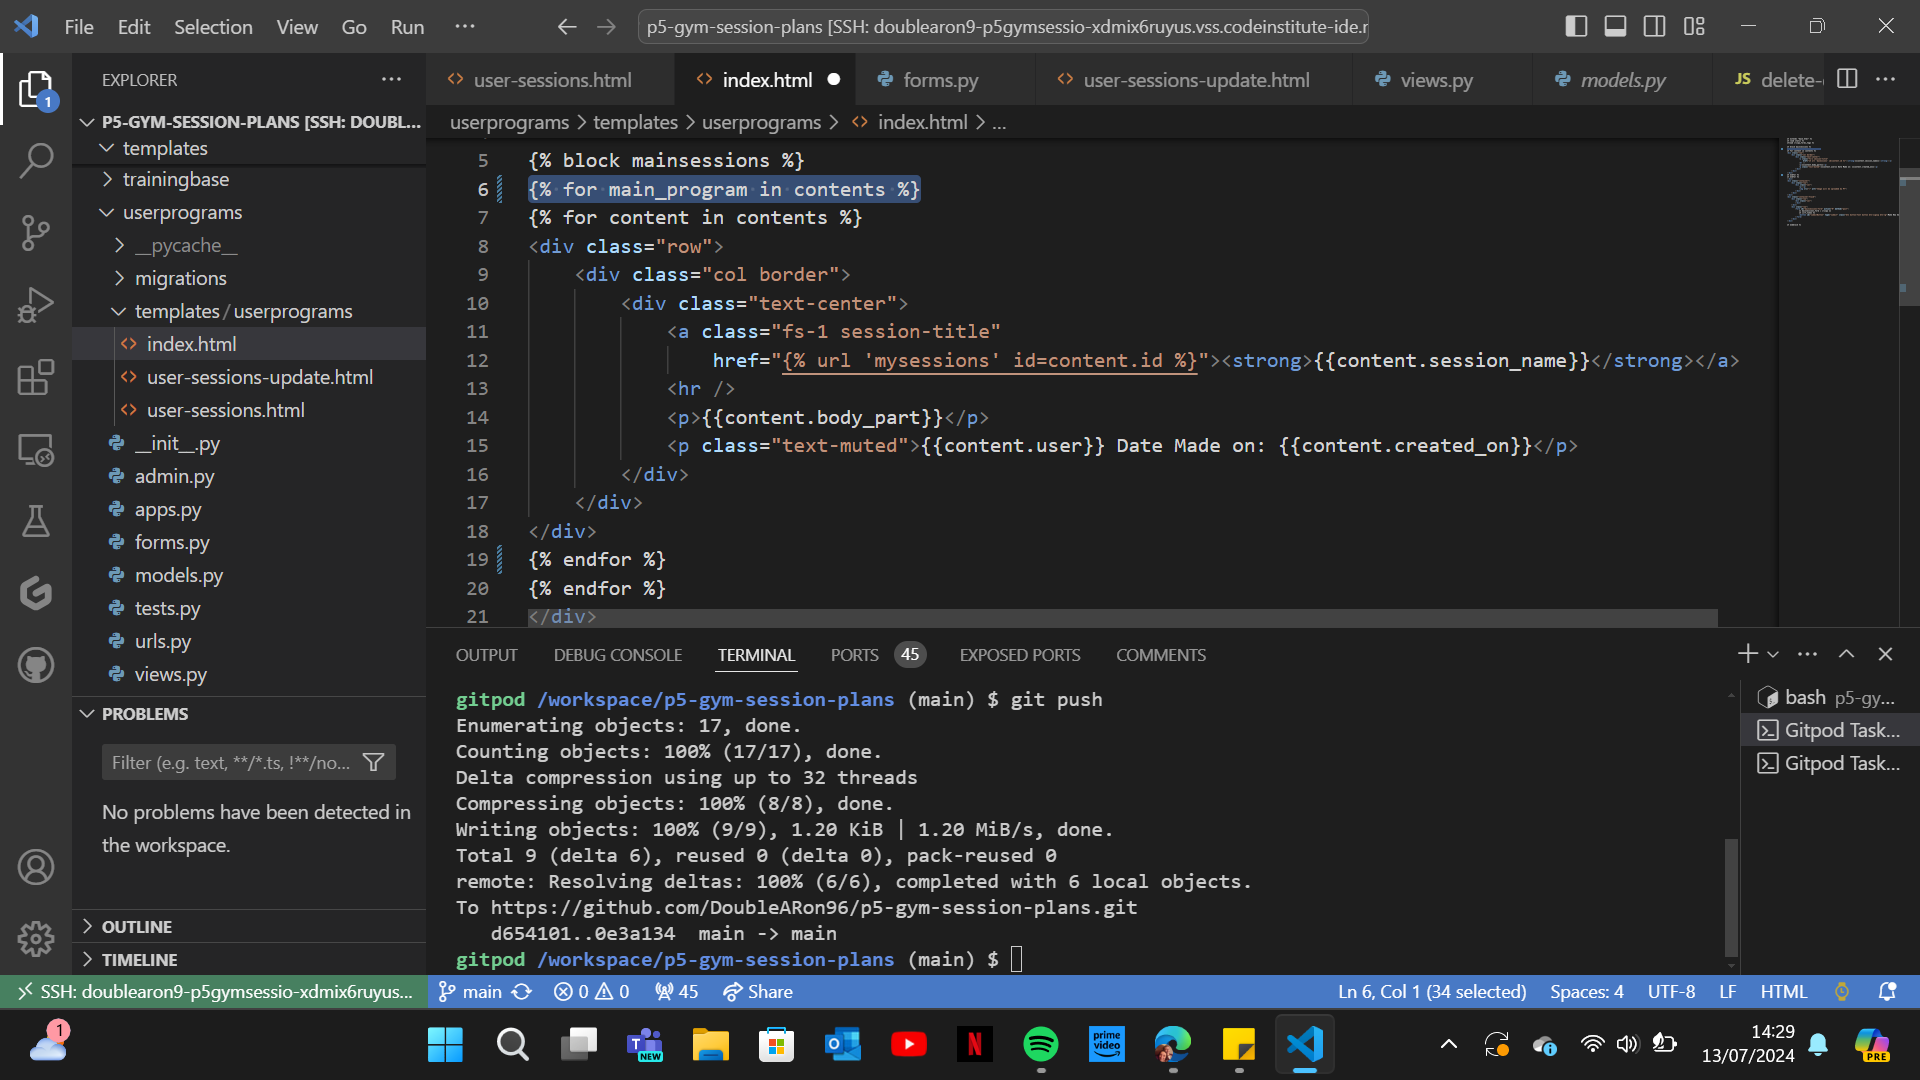 File Edit Selection View Go Run ···
p5-gym-session-plans [SSH: doublearon9-p5gymsessio-xdmix6ruyus.vss.codeinstitute-ide.r
EXPLORER ···
1
P5-GYM-SESSION-PLANS [SSH: DOUBL...
templates
trainingbase
userprograms
__pycache__
migrations
templates/userprograms
index.html
user-sessions-update.html
user-sessions.html
__init__.py
admin.py
apps.py
forms.py
models.py
tests.py
urls.py
views.py
PROBLEMS
Filter (e.g. text, **/*.ts, !**/no...
No problems have been detected in
the workspace.
OUTLINE
TIMELINE
user-sessions.html index.html forms.py user-sessions-update.html views.py models.py JS delete-
userprograms > templates > userprograms > index.html > ...
5 {% block mainsessions %}
6 {% for main_program in contents %}
7 {% for content in contents %}
8 <div class="row">
9 <div class="col border">
10 <div class="text-center">
11 <a class="fs-1 session-title"
12 href="{% url 'mysessions' id=content.id %}"><strong>{{content.session_name}}</strong></a>
13 <hr />
14 <p>{{content.body_part}}</p>
15 <p class="text-muted">{{content.user}} Date Made on: {{content.created_on}}</p>
16 </div>
17 </div>
18 </div>
19 {% endfor %}
20 {% endfor %}
21 </div>
OUTPUT DEBUG CONSOLE TERMINAL PORTS 45 EXPOSED PORTS COMMENTS
gitpod /workspace/p5-gym-session-plans (main) $ git push
Enumerating objects: 17, done.
Counting objects: 100% (17/17), done.
Delta compression using up to 32 threads
Compressing objects: 100% (8/8), done.
Writing objects: 100% (9/9), 1.20 KiB | 1.20 MiB/s, done.
Total 9 (delta 6), reused 0 (delta 0), pack-reused 0
remote: Resolving deltas: 100% (6/6), completed with 6 local objects.
To https://github.com/DoubleARon96/p5-gym-session-plans.git
d654101..0e3a134 main -> main
gitpod /workspace/p5-gym-session-plans (main) $
bash p5-gy...
Gitpod Task...
Gitpod Task...
SSH: doublearon9-p5gymsessio-xdmix6ruyus... main 0 0 45 Share Ln 6, Col 1 (34 selected) Spaces: 4 UTF-8 LF HTML
1
T NEW
O
N
prime video
14:29
13/07/2024
PRE